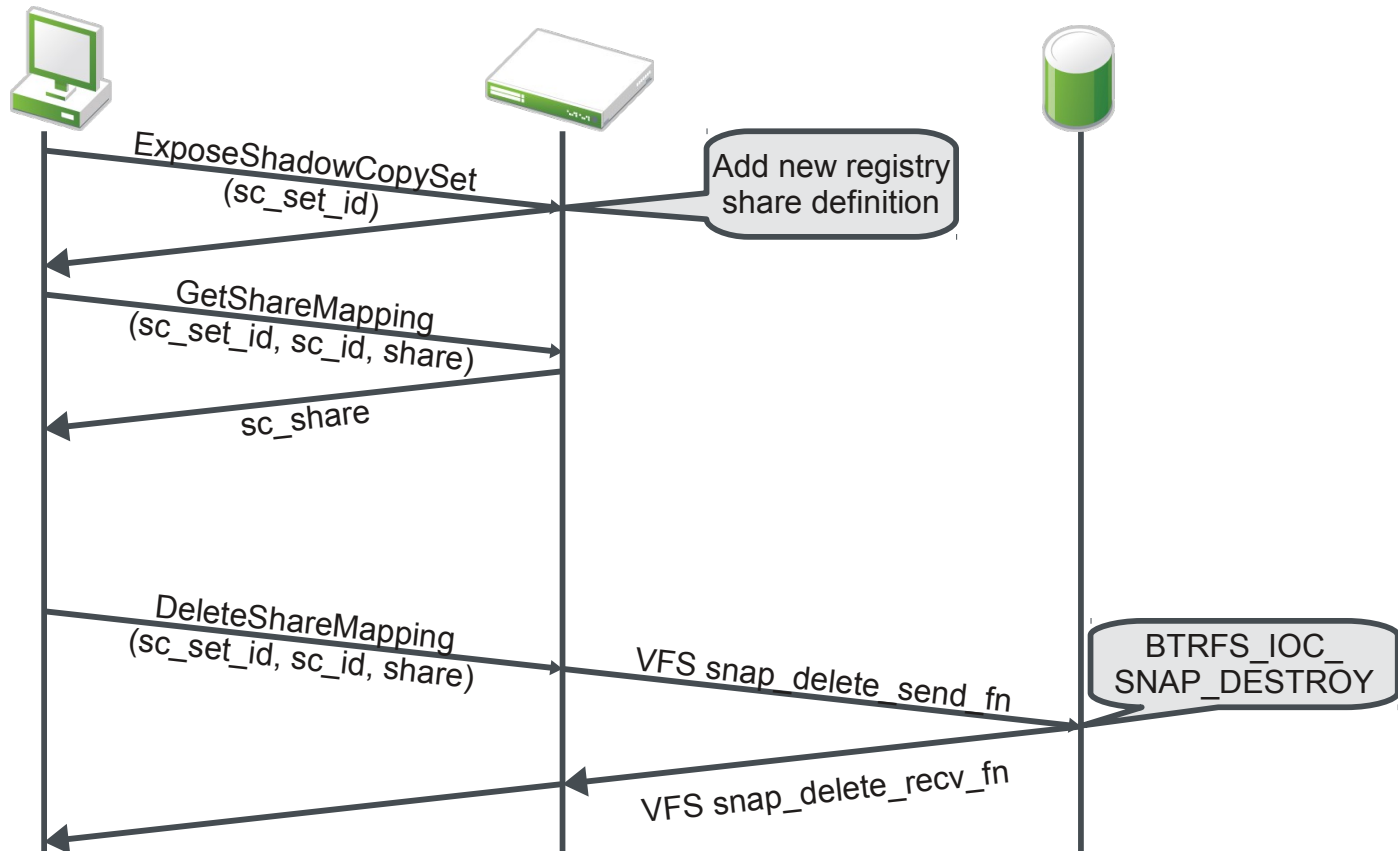 ExposeShadowCopySet
(sc_set_id)
Add new registry
share definition
GetShareMapping
(sc_set_id, sc_id, share)
sc_share
DeleteShareMapping
(sc_set_id, sc_id, share)
VFS snap_delete_send_fn
BTRFS_IOC_
SNAP_DESTROY
VFS snap_delete_recv_fn